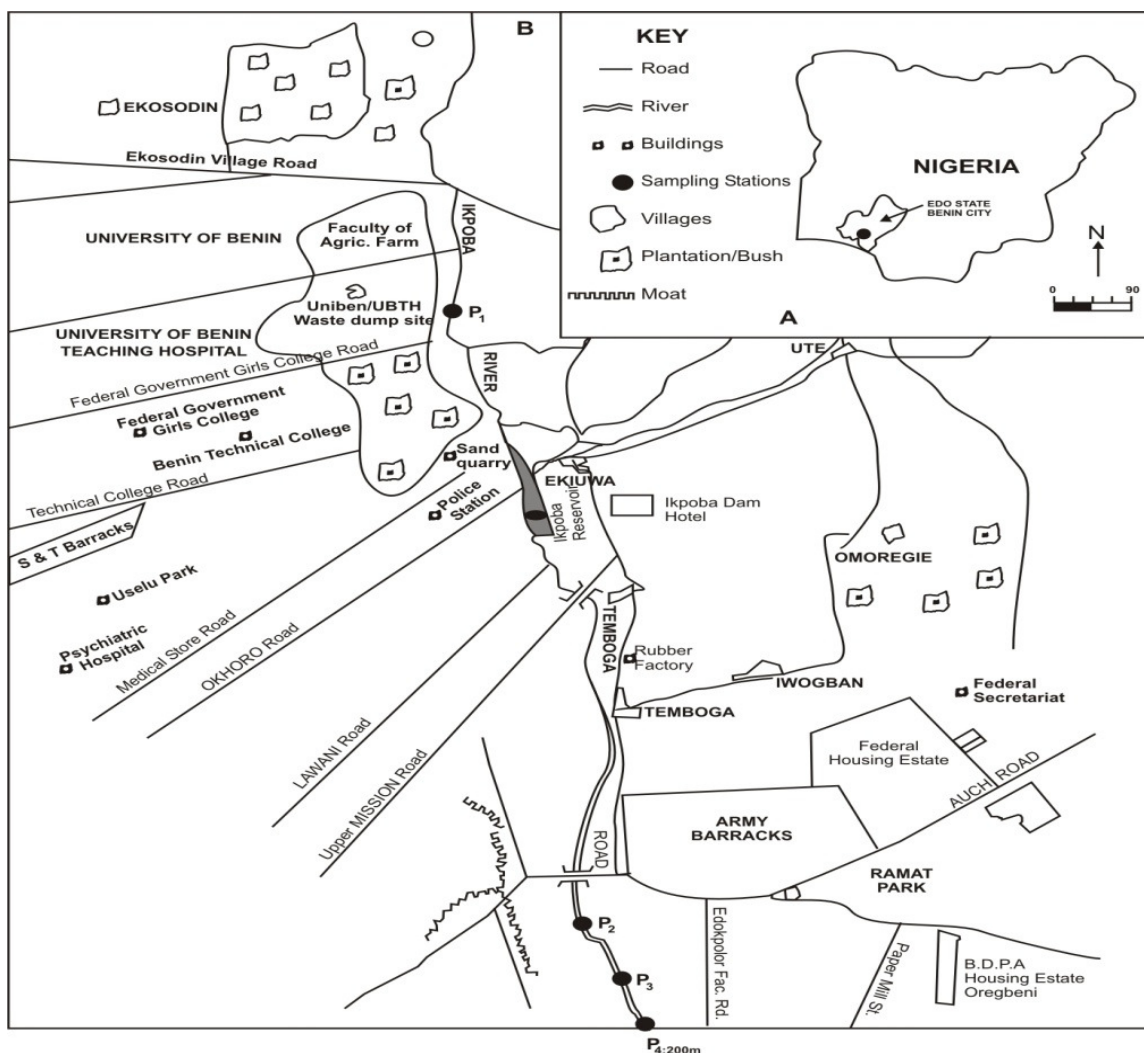 B
KEY
Road
River
Buildings
Sampling Stations
Villages
Plantation/Bush
Moat
A
NIGERIA
EDO STATE
BENIN CITY
N
0
90
EKOSODIN
Ekosodin Village Road
IKPOBA
UNIVERSITY OF BENIN
Faculty of
Agric. Farm
Uniben/UBTH
Waste dump site
P1
UNIVERSITY OF BENIN
TEACHING HOSPITAL
RIVER
UTE
Federal Government Girls College Road
Federal Government
Girls College
Benin Technical College
Sand
quarry
Technical College Road
EKIUWA
Police
Station
Ikpoba
Reservoir
Ikpoba Dam
Hotel
S & T Barracks
OMOREGIE
Uselu Park
Psychiatric
Hospital
Medical Store Road
OKHORO Road
TEMBOGA
Rubber
Factory
IWOGBAN
Federal
Secretariat
TEMBOGA
LAWANI Road
Upper MISSION Road
Federal
Housing Estate
AUCH ROAD
ARMY
BARRACKS
ROAD
RAMAT
PARK
P2
Edokpolor Fac. Rd.
Paper Mill St.
B.D.P.A
Housing Estate
Oregbeni
P3
P4:200m